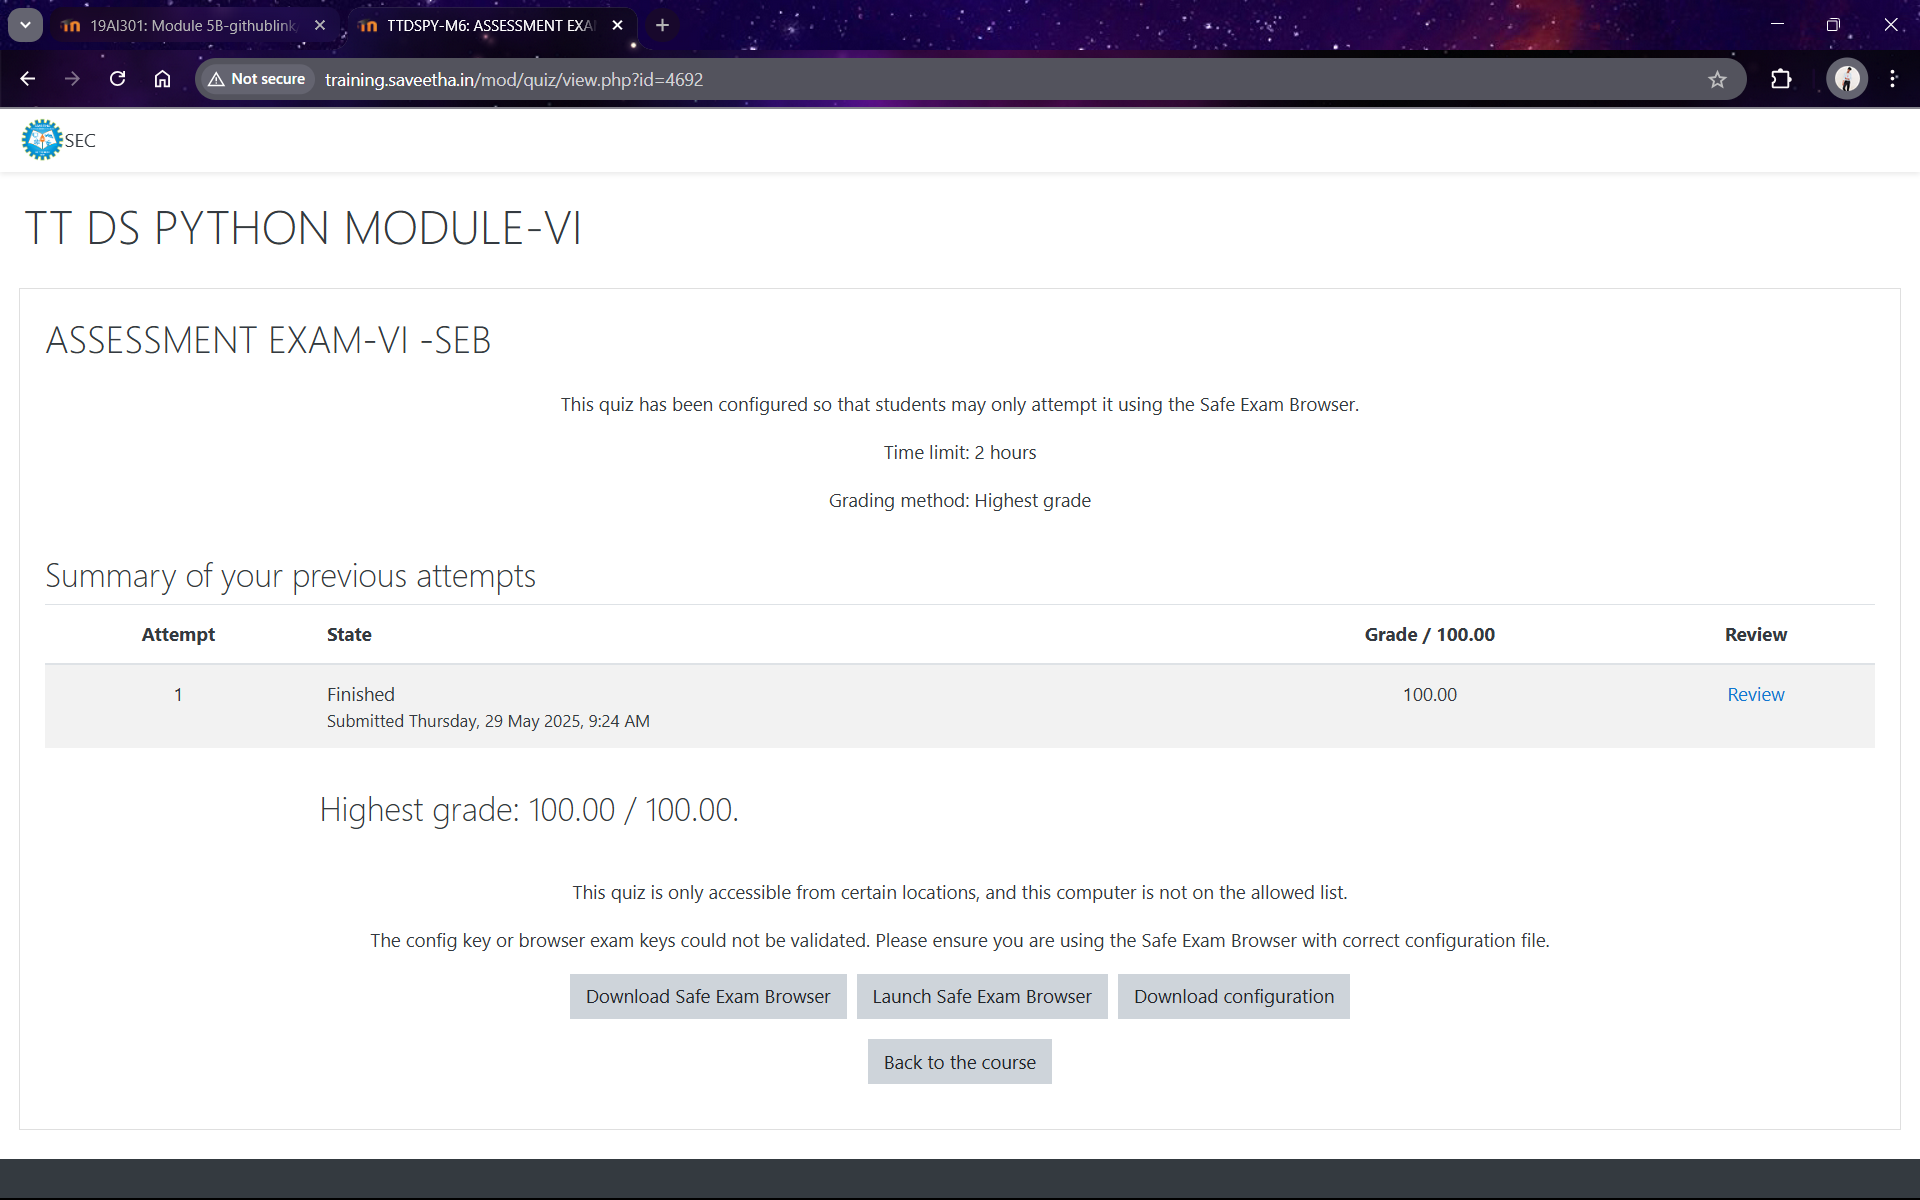 19AI301: Module 5B-githublink
TTDSPY-M6: ASSESSMENT EXA
Not secure
training.saveetha.in/mod/quiz/view.php?id=4692
SEC
TT DS PYTHON MODULE-VI
ASSESSMENT EXAM-VI -SEB
This quiz has been configured so that students may only attempt it using the Safe Exam Browser.
Time limit: 2 hours
Grading method: Highest grade
Summary of your previous attempts
Attempt State Grade / 100.00 Review
1 Finished 100.00 Review
Submitted Thursday, 29 May 2025, 9:24 AM
Highest grade: 100.00 / 100.00.
This quiz is only accessible from certain locations, and this computer is not on the allowed list.
The config key or browser exam keys could not be validated. Please ensure you are using the Safe Exam Browser with correct configuration file.
Download Safe Exam Browser Launch Safe Exam Browser Download configuration
Back to the course